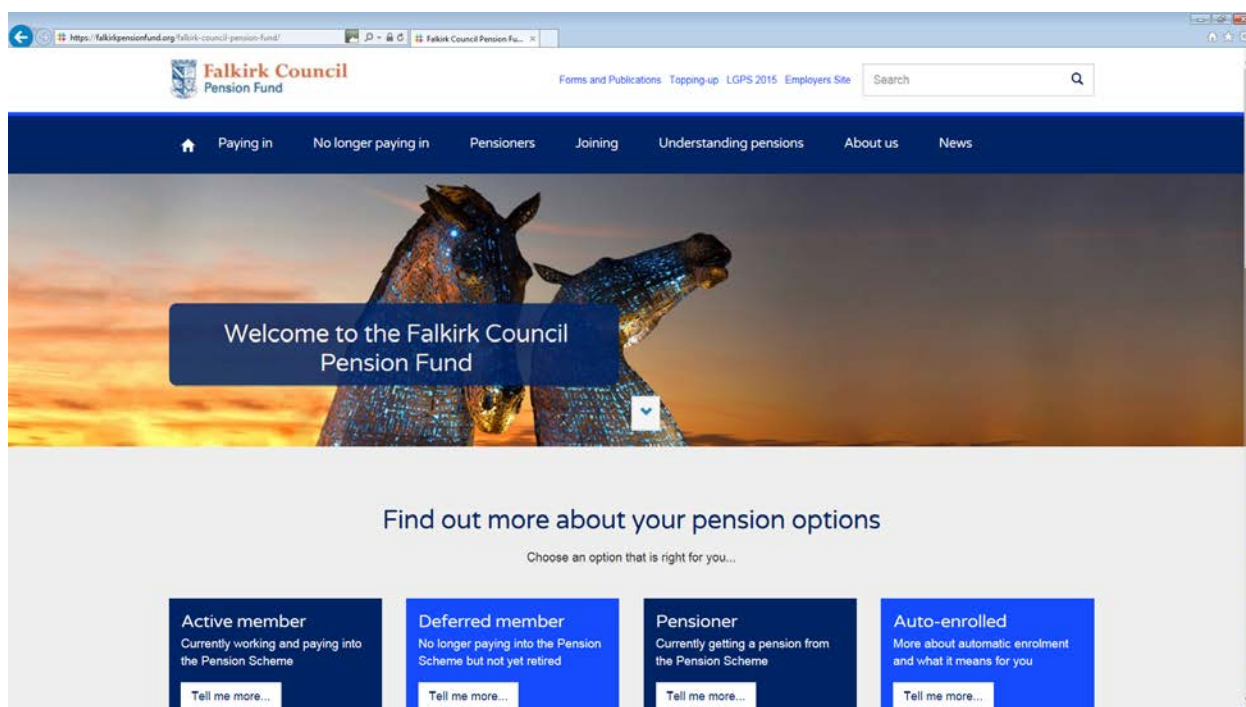 https://falkirkpensionfund.org/falkirk-council-pension-fund/
Falkirk Council Pension Fu...
Falkirk Council
Pension Fund
Forms and Publications Topping-up LGPS 2015 Employers Site Search
Paying in No longer paying in Pensioners Joining Understanding pensions About us News
Welcome to the Falkirk Council
Pension Fund
Find out more about your pension options
Choose an option that is right for you...
Active member
Currently working and paying into
the Pension Scheme
Tell me more...
Deferred member
No longer paying into the Pension
Scheme but not yet retired
Tell me more...
Pensioner
Currently getting a pension from
the Pension Scheme
Tell me more...
Auto-enrolled
More about automatic enrolment
and what it means for you
Tell me more...